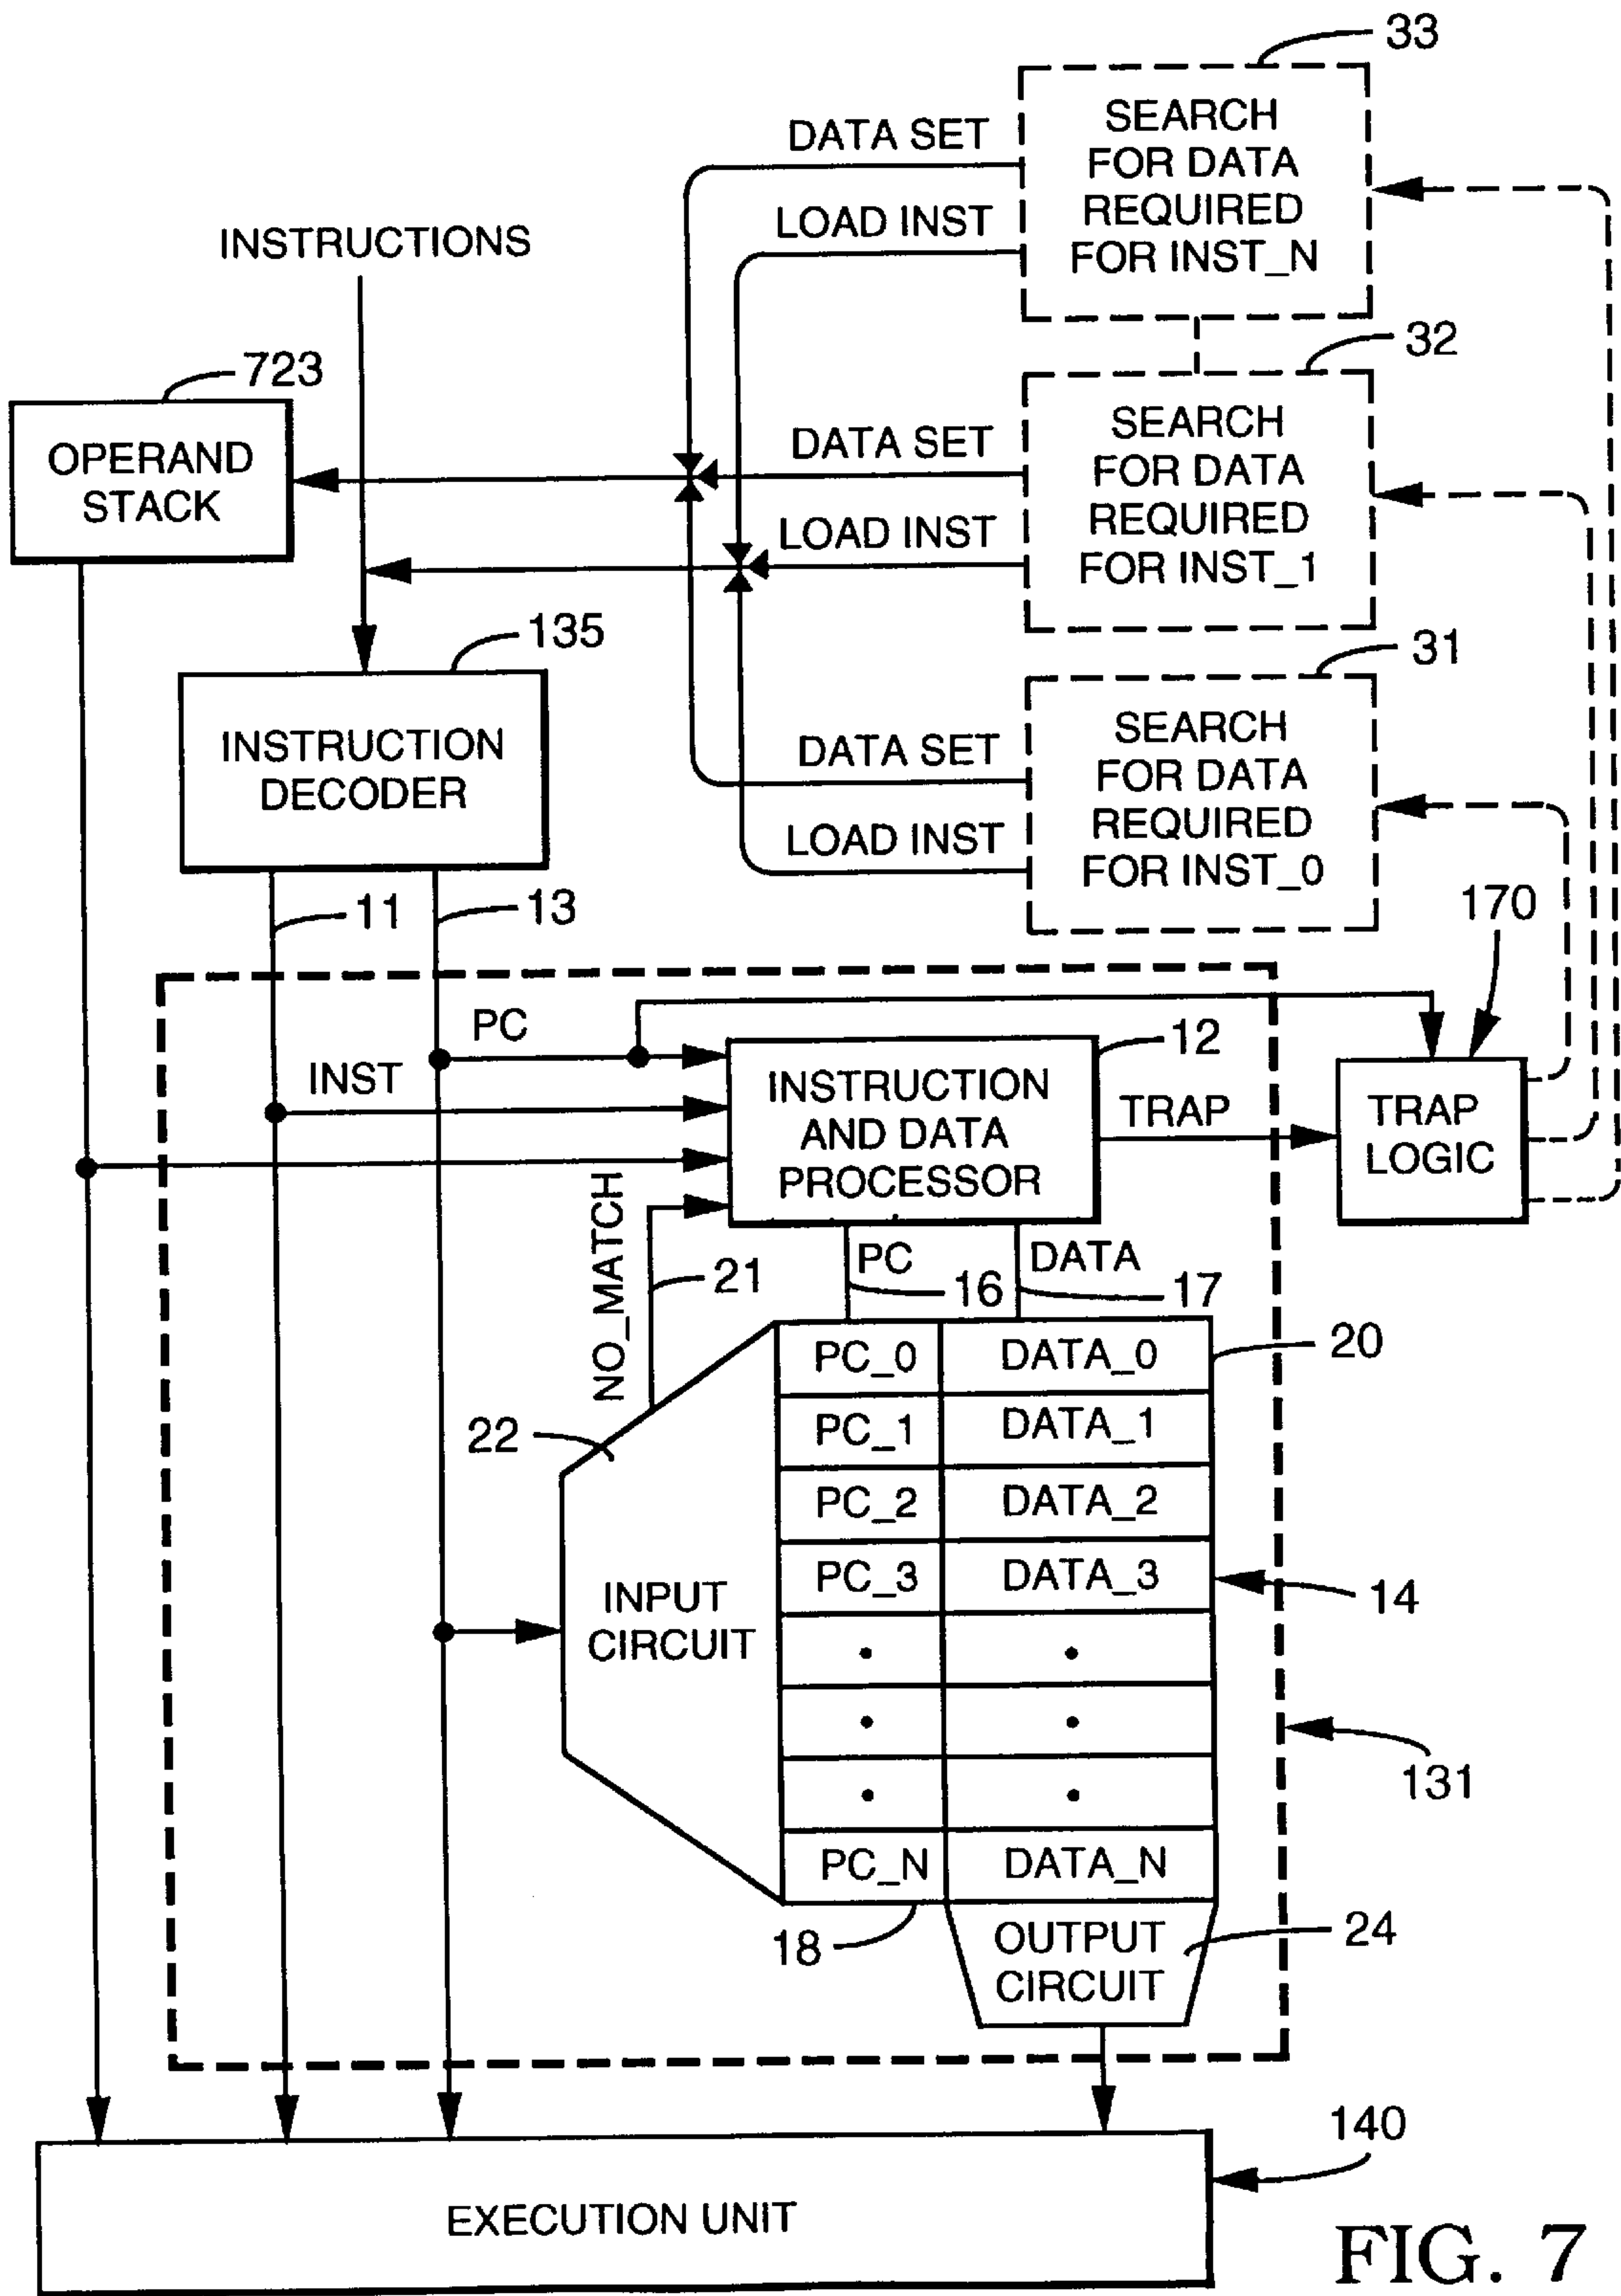 33
DATA SET
SEARCH
FOR DATA
REQUIRED
FOR INST_N
LOAD INST
INSTRUCTIONS
32
723
OPERAND
STACK
DATA SET
SEARCH
FOR DATA
REQUIRED
FOR INST_1
LOAD INST
135
31
INSTRUCTION
DECODER
DATA SET
SEARCH
FOR DATA
REQUIRED
FOR INST_0
LOAD INST
11
13
170
PC
12
INST
INSTRUCTION
AND DATA
PROCESSOR
TRAP
TRAP
LOGIC
NO_MATCH
21
PC
16
DATA
17
20
22
PC_0
DATA_0
PC_1
DATA_1
PC_2
DATA_2
PC_3
DATA_3
14
INPUT
CIRCUIT
131
PC_N
DATA_N
18
OUTPUT
CIRCUIT
24
140
EXECUTION UNIT
FIG. 7